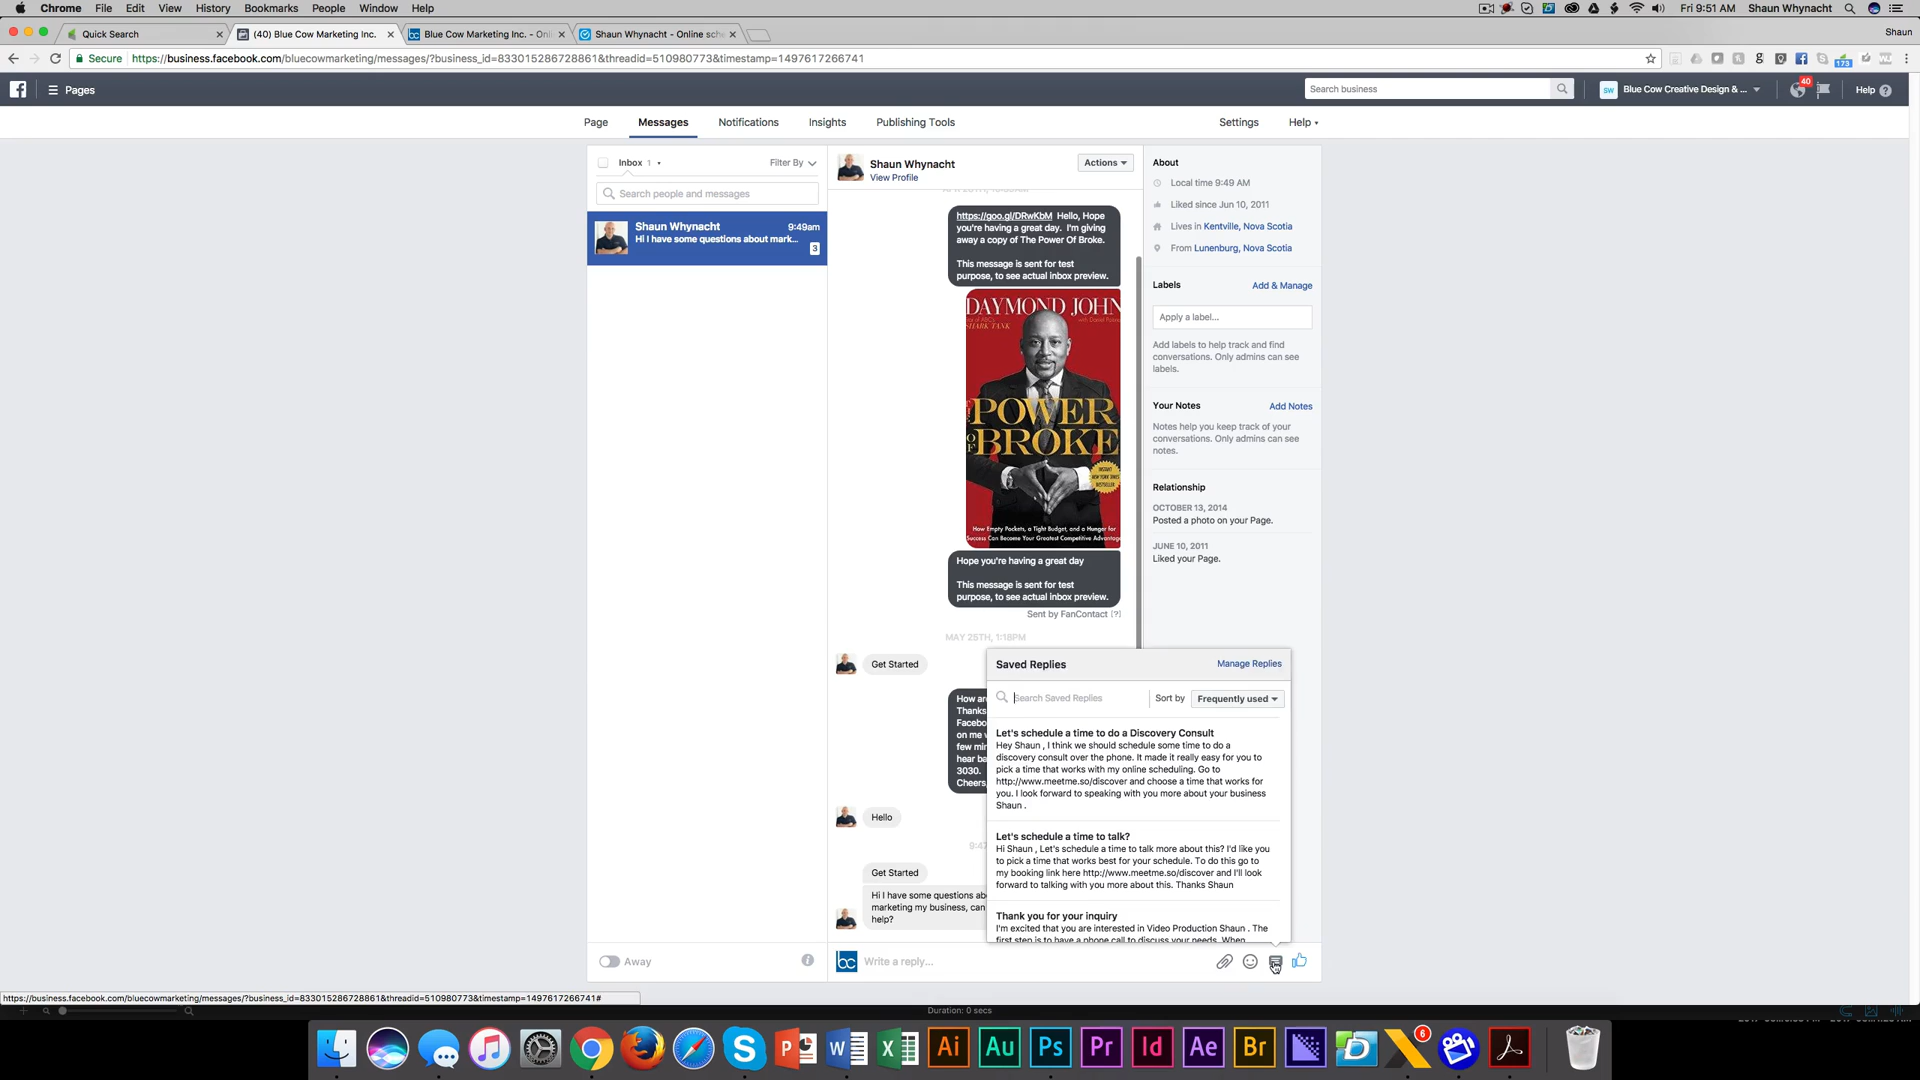 Chrome File Edit View History Bookmarks People Window Help
Fri 9:51 AM Shaun Whynacht
Quick Search
(40) Blue Cow Marketing Inc.
Blue Cow Marketing Inc. - Onli
Shaun Whynacht - Online sche
Shaun
Secure https://business.facebook.com/bluecowmarketing/messages/?business_id=833015286728861&threadid=510980773&timestamp=1497617266741
173
Pages
Search business
SW Blue Cow Creative Design & ...
40
Help
Page Messages Notifications Insights Publishing Tools Settings Help
Inbox 1
Filter By
Search people and messages
Shaun Whynacht 9:49am
Hi I have some questions about mark...
3
Away
Shaun Whynacht
View Profile
Actions
https://goo.gl/DRwKbM Hello, Hope
you're having a great day. I'm giving
away a copy of The Power Of Broke.
This message is sent for test
purpose, to see actual inbox preview.
DAYMOND JOHN
SHARK TANK
POWER
OF BROKE
INSTANT
NEW YORK TIMES
BESTSELLER
How Empty Pockets, a Tight Budget, and a Hunger for
Success Can Become Your Greatest Competitive Advantage
Hope you're having a great day
This message is sent for test
purpose, to see actual inbox preview.
Sent by FanContact [?]
MAY 25TH, 1:18PM
Get Started
How are
Thanks
Facebo
on me w
few min
hear ba
3030.
Cheers,
Hello
9:47
Get Started
Hi I have some questions abo
marketing my business, can
help?
bc Write a reply...
Saved Replies Manage Replies
Search Saved Replies Sort by Frequently used
Let's schedule a time to do a Discovery Consult
Hey Shaun , I think we should schedule some time to do a
discovery consult over the phone. It made it really easy for you to
pick a time that works with my online scheduling. Go to
http://www.meetme.so/discover and choose a time that works for
you. I look forward to speaking with you more about your business
Shaun .
Let's schedule a time to talk?
Hi Shaun , Let's schedule a time to talk more about this? I'd like you
to pick a time that works best for your schedule. To do this go to
my booking link here http://www.meetme.so/discover and I'll look
forward to talking with you more about this. Thanks Shaun
Thank you for your inquiry
I'm excited that you are interested in Video Production Shaun . The
first step is to have a phone call to discuss your needs. When
About
Local time 9:49 AM
Liked since Jun 10, 2011
Lives in Kentville, Nova Scotia
From Lunenburg, Nova Scotia
Labels Add & Manage
Apply a label...
Add labels to help track and find
conversations. Only admins can see
labels.
Your Notes Add Notes
Notes help you keep track of your
conversations. Only admins can see
notes.
Relationship
OCTOBER 13, 2014
Posted a photo on your Page.
JUNE 10, 2011
Liked your Page.
https://business.facebook.com/bluecowmarketing/messages/?business_id=833015286728861&threadid=510980773&timestamp=1497617266741#
Duration: 0 secs
Ai Au Ps Pr Id Ae Br
6